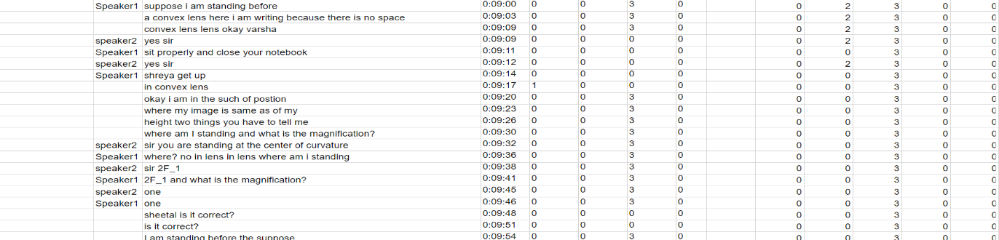 Speaker1 suppose i am standing before 0:09:00 0 0 3 0 0 2 3 0 0
a convex lens here i am writing because there is no space 0:09:03 0 0 3 0 0 2 3 0 0
convex lens lens okay varsha 0:09:09 0 0 3 0 0 2 3 0 0
speaker2 yes sir 0:09:09 0 0 0 0 0 2 3 0 0
Speaker1 sit properly and close your notebook 0:09:11 0 0 0 0 0 0 3 0 0
speaker2 yes sir 0:09:12 0 0 0 0 0 2 3 0 0
Speaker1 shreya get up 0:09:14 0 0 0 0 0 0 3 0 0
in convex lens 0:09:17 1 0 0 0 0 0 3 0 0
okay i am in the such of postion 0:09:20 0 0 3 0 0 0 3 0 0
where my image is same as of my 0:09:23 0 0 3 0 0 0 3 0 0
height two things you have to tell me 0:09:26 0 0 3 0 0 0 3 0 0
where am I standing and what is the magnification? 0:09:30 0 0 3 0 0 0 3 0 0
speaker2 sir you are standing at the center of curvature 0:09:32 0 0 3 0 0 0 3 0 0
Speaker1 where? no in lens in lens where am i standing 0:09:36 0 0 3 0 0 0 3 0 0
speaker2 sir 2F_1 0:09:38 0 0 3 0 0 0 3 0 0
Speaker1 2F_1 and what is the magnification? 0:09:41 0 0 3 0 0 0 3 0 0
speaker2 one 0:09:45 0 0 3 0 0 0 3 0 0
Speaker1 one 0:09:46 0 0 3 0 0 0 3 0 0
sheetal is it correct? 0:09:48 0 0 0 0 0 0 3 0 0
is it correct? 0:09:51 0 0 0 0 0 0 3 0 0
I am standing before the suppose 0:09:54 0 0 3 0 0 0 3 0 0